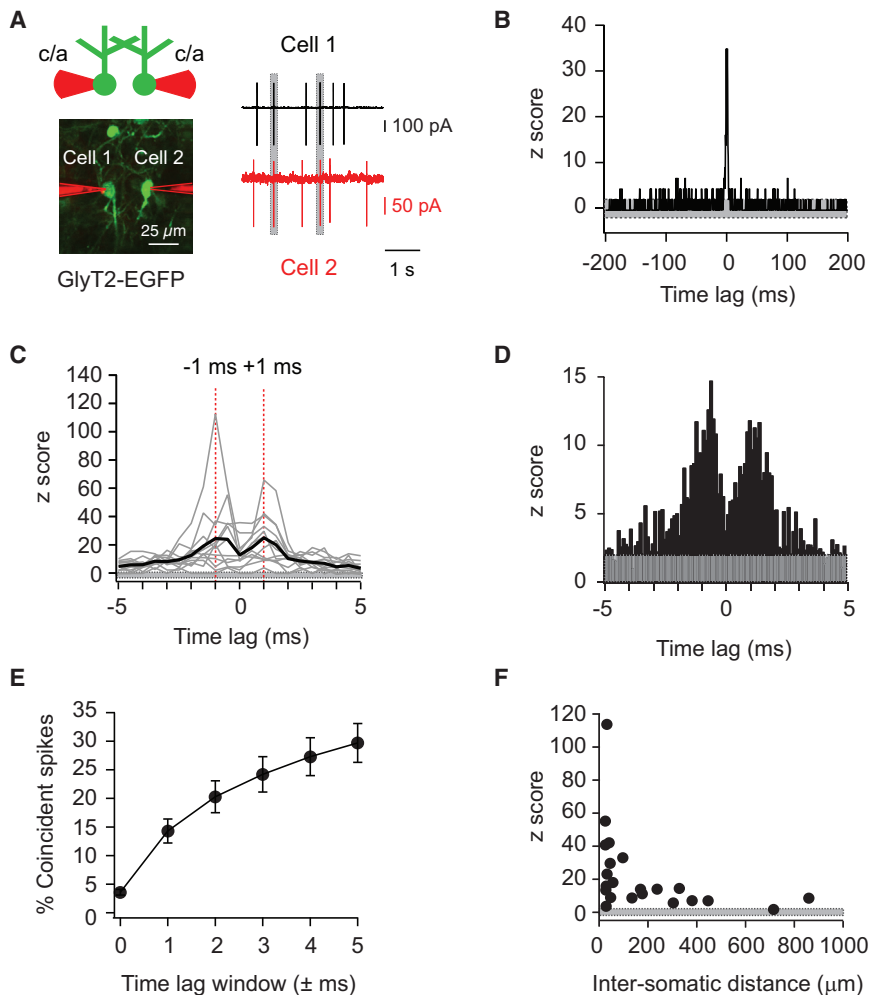 A
c/a
c/a
Cell 1
Cell 2
25 µm
GlyT2-EGFP
Cell 1
100 pA
50 pA
Cell 2
1 s
B
40
30
20
10
0
z score
-200
-100
0
100
200
Time lag (ms)
C
-1 ms +1 ms
140
120
100
80
60
40
20
0
z score
-5
0
5
Time lag (ms)
D
15
10
5
0
z score
-5
0
5
Time lag (ms)
E
35
30
25
20
15
10
5
0
% Coincident spikes
0
1
2
3
4
5
Time lag window (± ms)
F
120
100
80
60
40
20
0
z score
0
200
400
600
800
1000
Inter-somatic distance (µm)